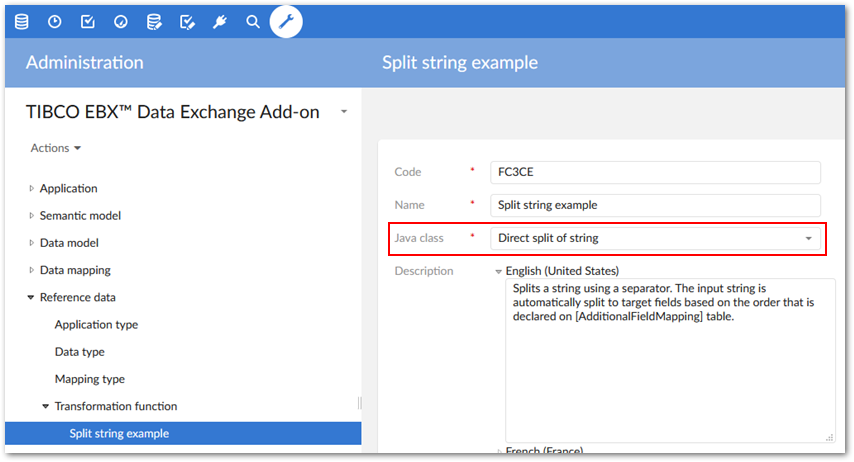 Administration
Split string example
TIBCO EBX™ Data Exchange Add-on
Actions
Application
Semantic model
Data model
Data mapping
Reference data
Application type
Data type
Mapping type
Transformation function
Split string example
Code * FC3CE
Name * Split string example
Java class * Direct split of string
Description English (United States)
Splits a string using a separator. The input string is
automatically split to target fields based on the order that is
declared on [AdditionalFieldMapping] table.
French (France)